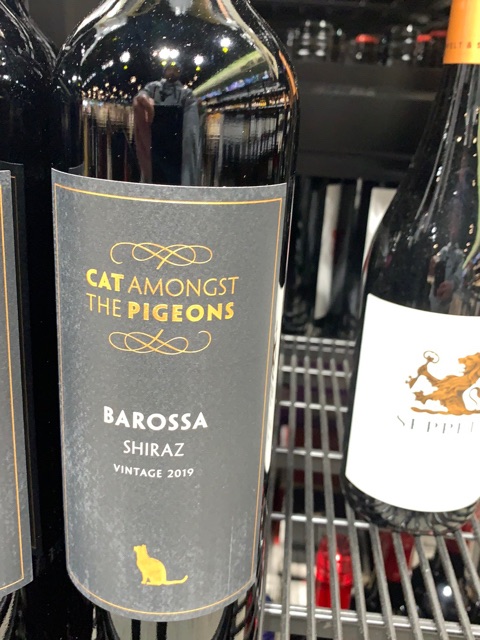 CAT AMONGST
THE PIGEONS
BAROSSA
SHIRAZ
VINTAGE 2019